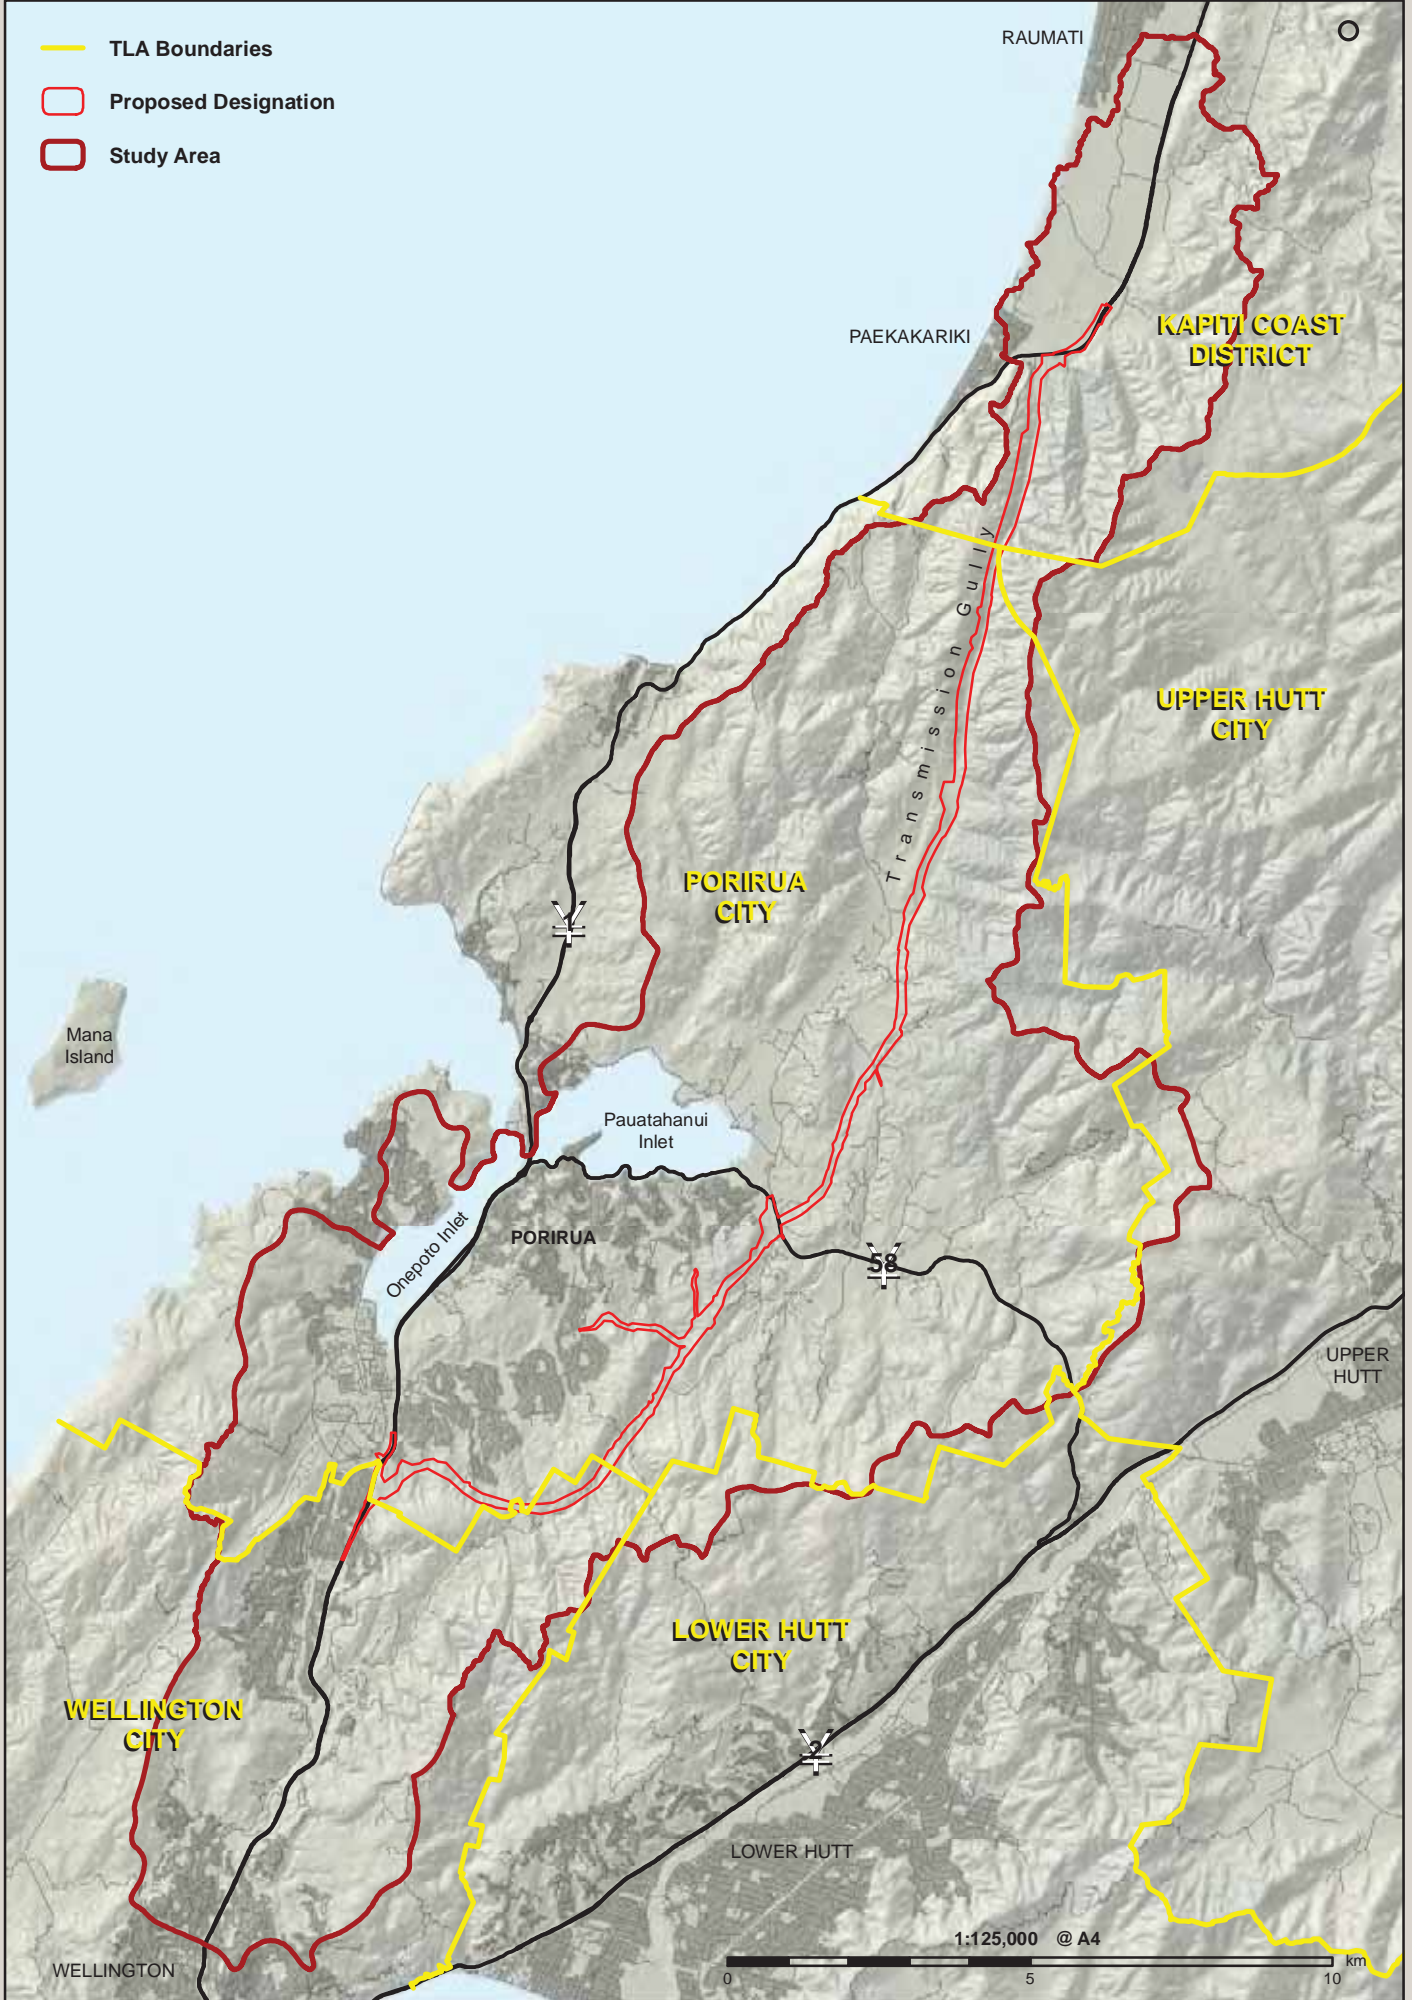 TLA Boundaries
Proposed Designation
Study Area
RAUMATI
PAEKAKARIKI
KAPITI COAST
DISTRICT
Transmission Gully
UPPER HUTT
CITY
PORIRUA
CITY
1
Mana
Island
Pauatahanui
Inlet
Onepoto Inlet
PORIRUA
58
UPPER
HUTT
LOWER HUTT
CITY
WELLINGTON
CITY
2
LOWER HUTT
1:125,000 @ A4
WELLINGTON
km
0 5 10